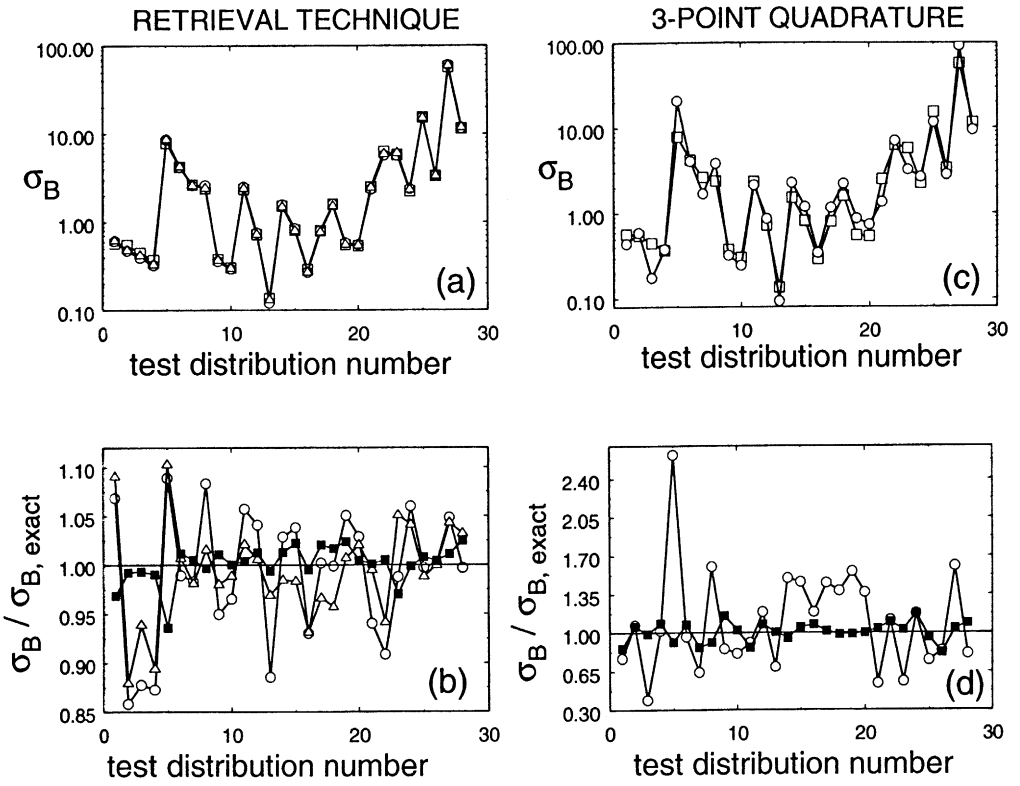 RETRIEVAL TECHNIQUE
100.00
10.00
1.00
0.10
σB
(a)
0 10 20 30
test distribution number
3-POINT QUADRATURE
100.00
10.00
1.00
0.10
σB
(c)
0 10 20 30
test distribution number
1.10
1.05
1.00
0.95
0.90
0.85
σB / σB, exact
(b)
0 10 20 30
test distribution number
2.40
2.05
1.70
1.35
1.00
0.65
0.30
σB / σB, exact
(d)
0 10 20 30
test distribution number